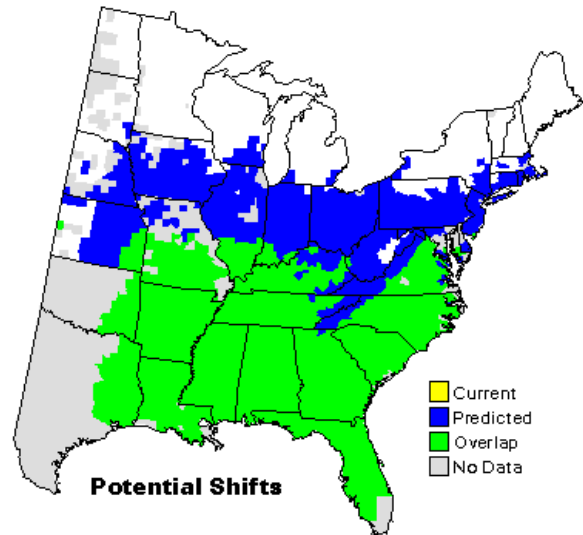 Current
Predicted
Overlap
No Data
Potential Shifts